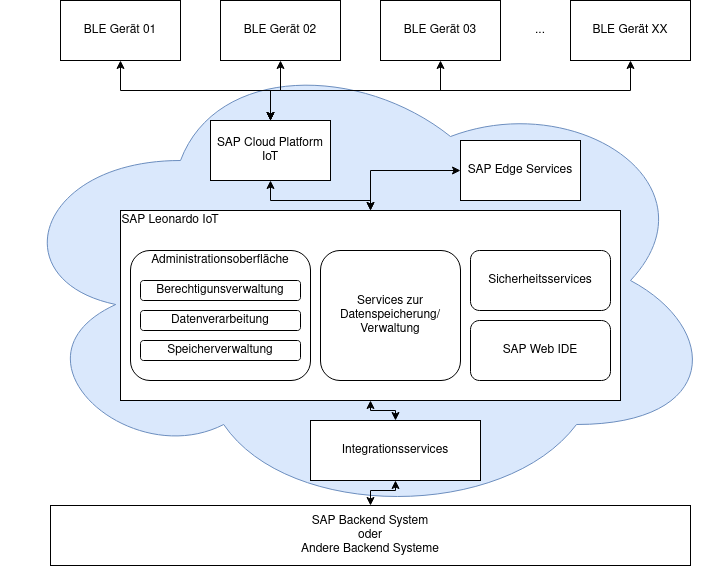 BLE Gerät 01
BLE Gerät 02
BLE Gerät 03
...
BLE Gerät XX
SAP Cloud Platform
IoT
SAP Edge Services
SAP Leonardo IoT
Administrationsoberfläche
Berechtigunsverwaltung
Datenverarbeitung
Speicherverwaltung
Services zur
Datenspeicherung/
Verwaltung
Sicherheitsservices
SAP Web IDE
Integrationsservices
SAP Backend System
oder
Andere Backend Systeme